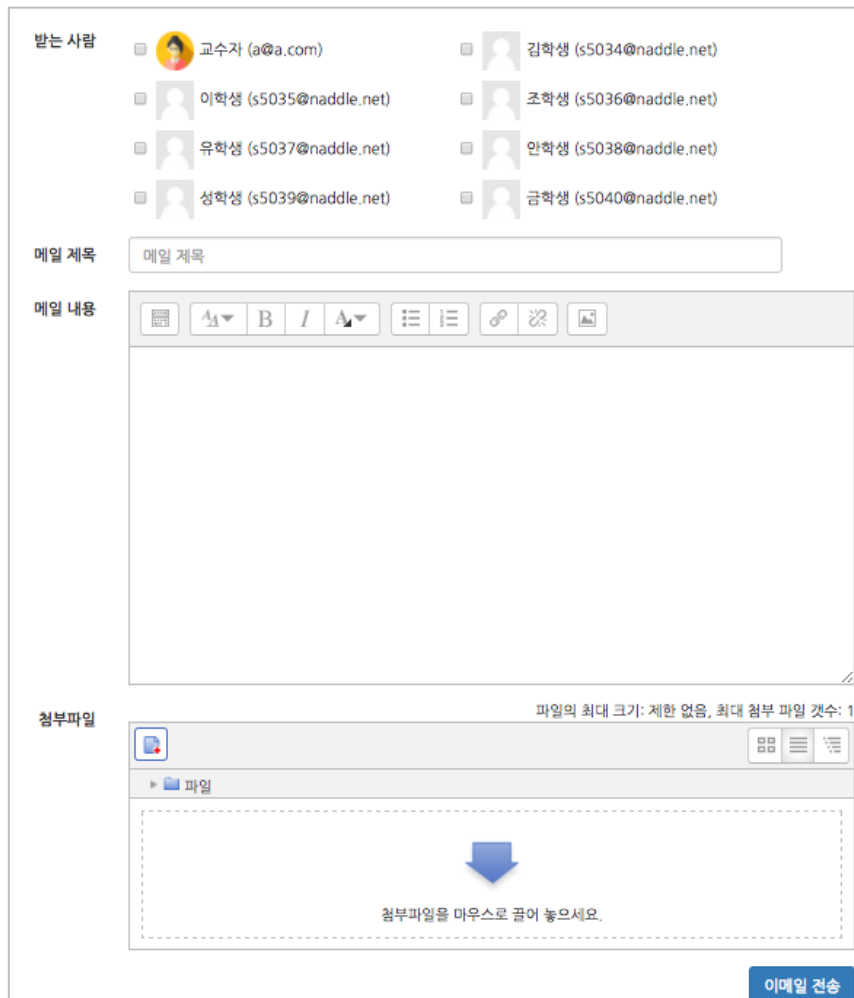 받는 사람
교수자 (a@a.com)
김학생 (s5034@naddle.net)
이학생 (s5035@naddle.net)
조학생 (s5036@naddle.net)
유학생 (s5037@naddle.net)
안학생 (s5038@naddle.net)
성학생 (s5039@naddle.net)
금학생 (s5040@naddle.net)
메일 제목
메일 제목
메일 내용
B I
첨부파일
파일의 최대 크기: 제한 없음, 최대 첨부 파일 갯수: 1
파일
첨부파일을 마우스로 끌어 놓으세요.
이메일 전송